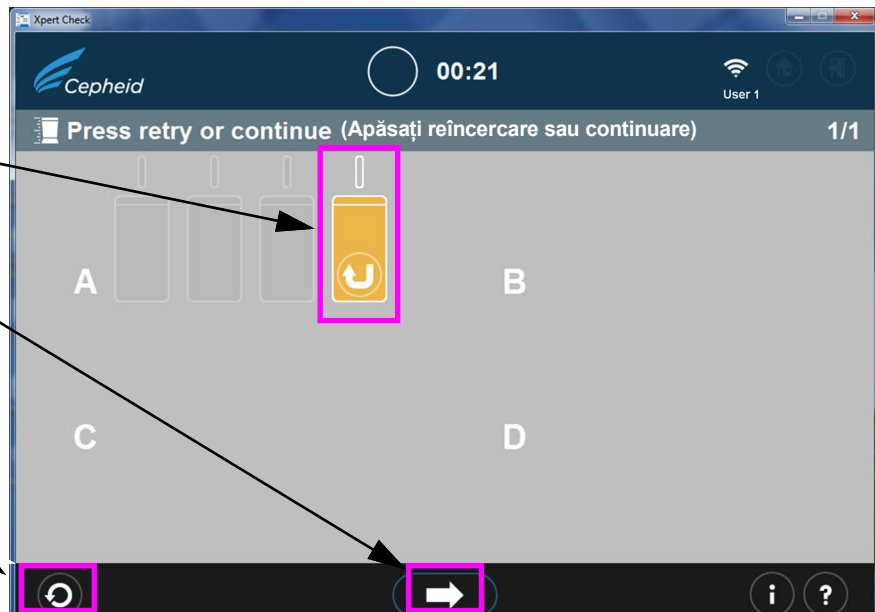 Xpert Check
Cepheid
00:21
User 1
Press retry or continue (Apăsați reîncercare sau continuare)
1/1
A
B
C
D
i
?